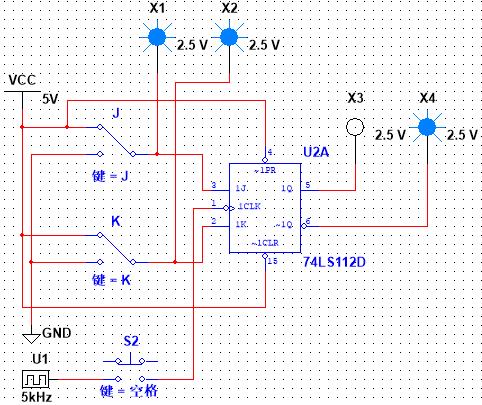 X1 X2
2.5 V 2.5 V
VCC
5V
X3 X4
J
2.5 V 2.5 V
U2A
4
~1PR
键 = J
3 1J 1Q 5
1 1CLK
K
2 1K ~1Q 6
~1CLR
15 74LS112D
键 = K
GND
S2
U1
键 = 空格
5kHz